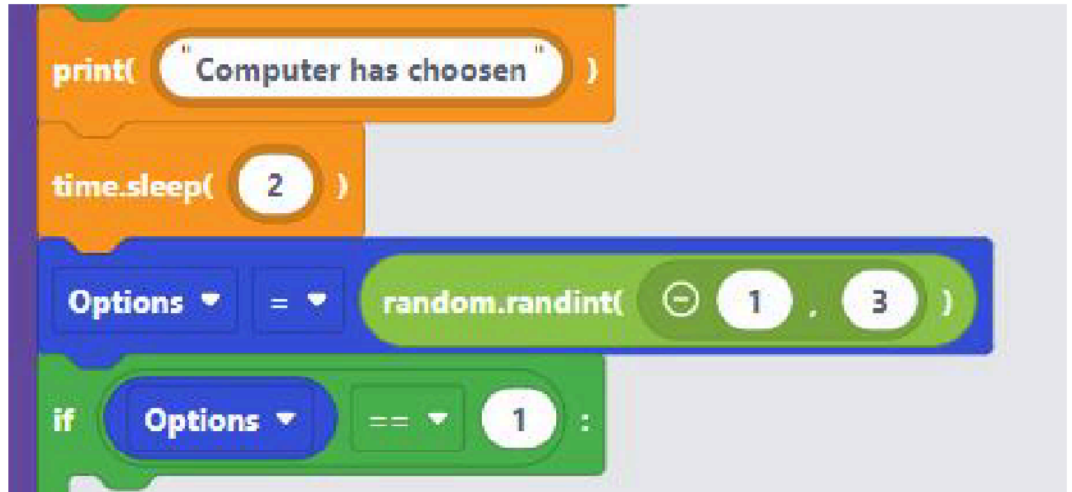 print( "Computer has choosen" )
time.sleep( 2 )
Options = random.randint( 1 , 3 )
if Options == 1 :